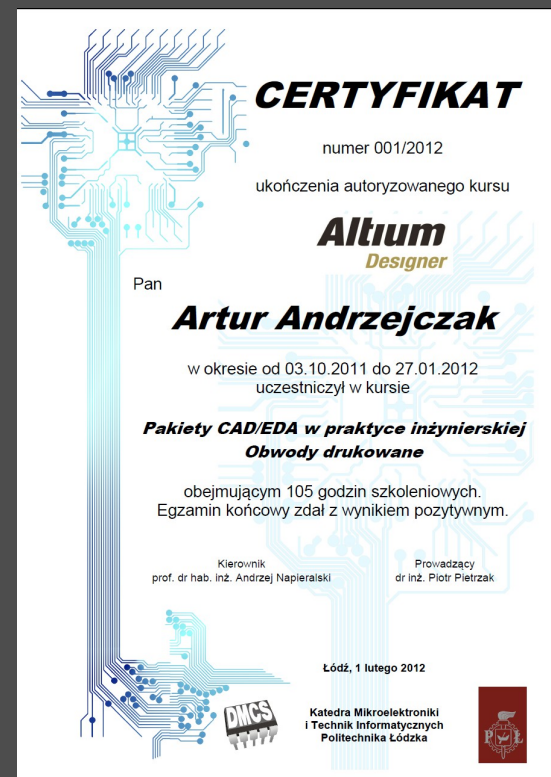 CERTYFIKAT
numer 001/2012
ukończenia autoryzowanego kursu
Altium
Designer
Pan
Artur Andrzejczak
w okresie od 03.10.2011 do 27.01.2012
uczestniczył w kursie
Pakiety CAD/EDA w praktyce inżynierskiej
Obwody drukowane
obejmującym 105 godzin szkoleniowych.
Egzamin końcowy zdał z wynikiem pozytywnym.
Kierownik
prof. dr hab. inż. Andrzej Napieralski
Prowadzący
dr inż. Piotr Pietrzak
Łódź, 1 lutego 2012
DMCS
Katedra Mikroelektroniki
i Technik Informatycznych
Politechnika Łódzka
P Ł